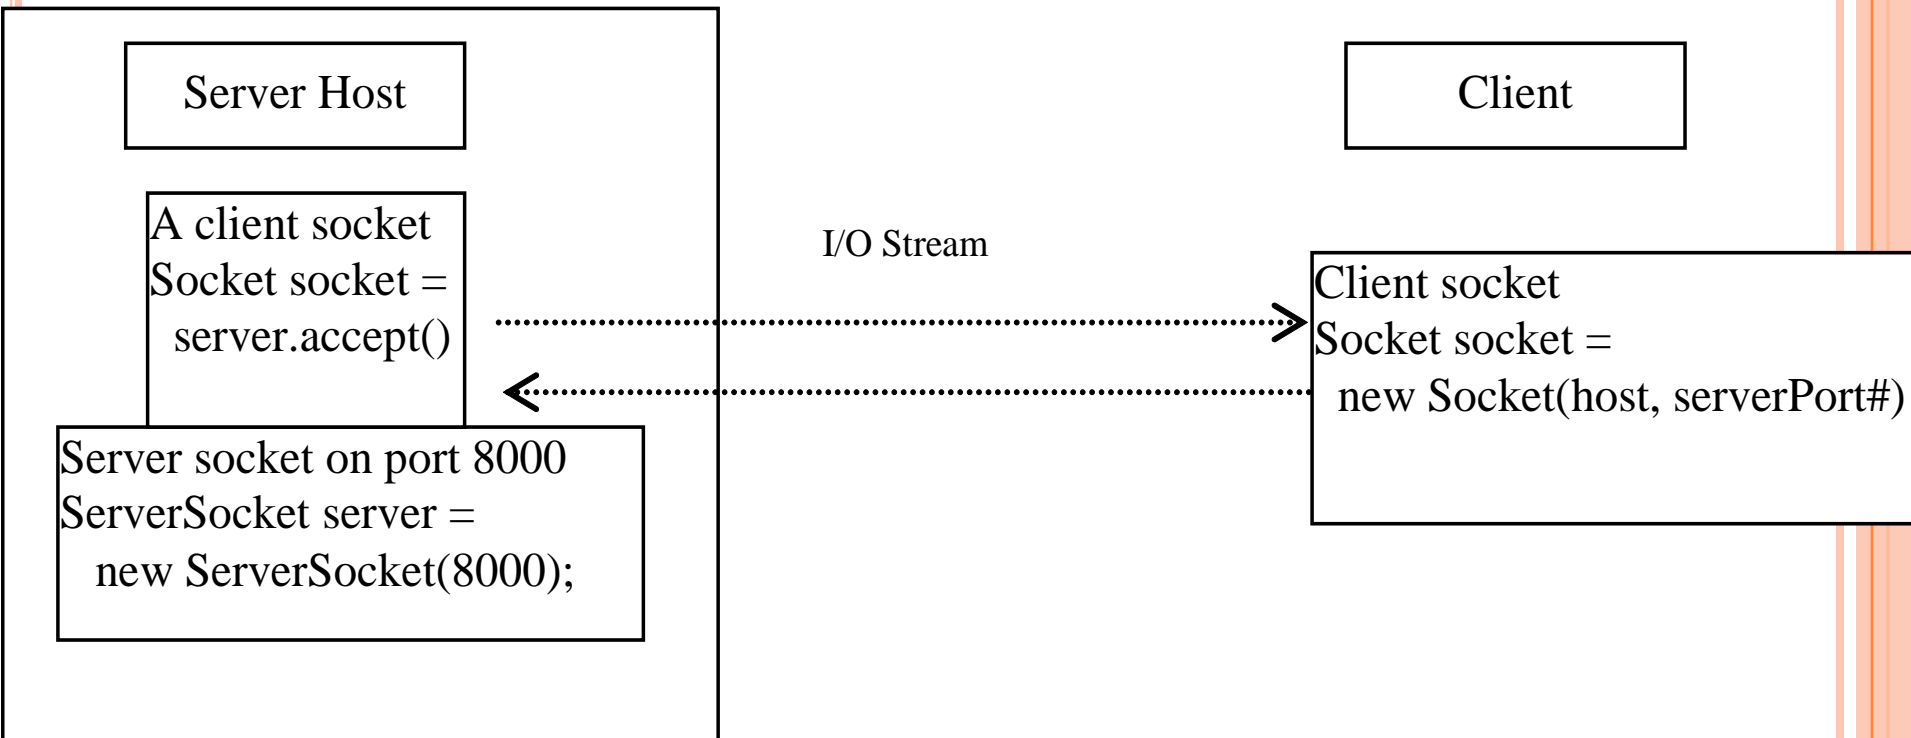 Server Host
A client socket
Socket socket =
server.accept()
Server socket on port 8000
ServerSocket server =
new ServerSocket(8000);
I/O Stream
Client
Client socket
Socket socket =
new Socket(host, serverPort#)